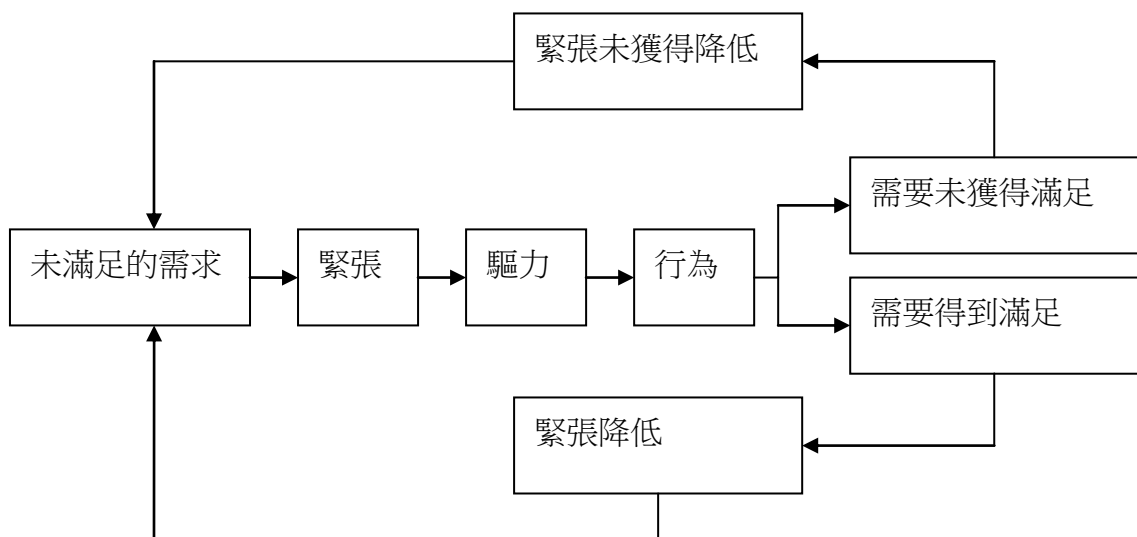 緊張未獲得降低
需要未獲得滿足
未滿足的需求
緊張
驅力
行為
需要得到滿足
緊張降低